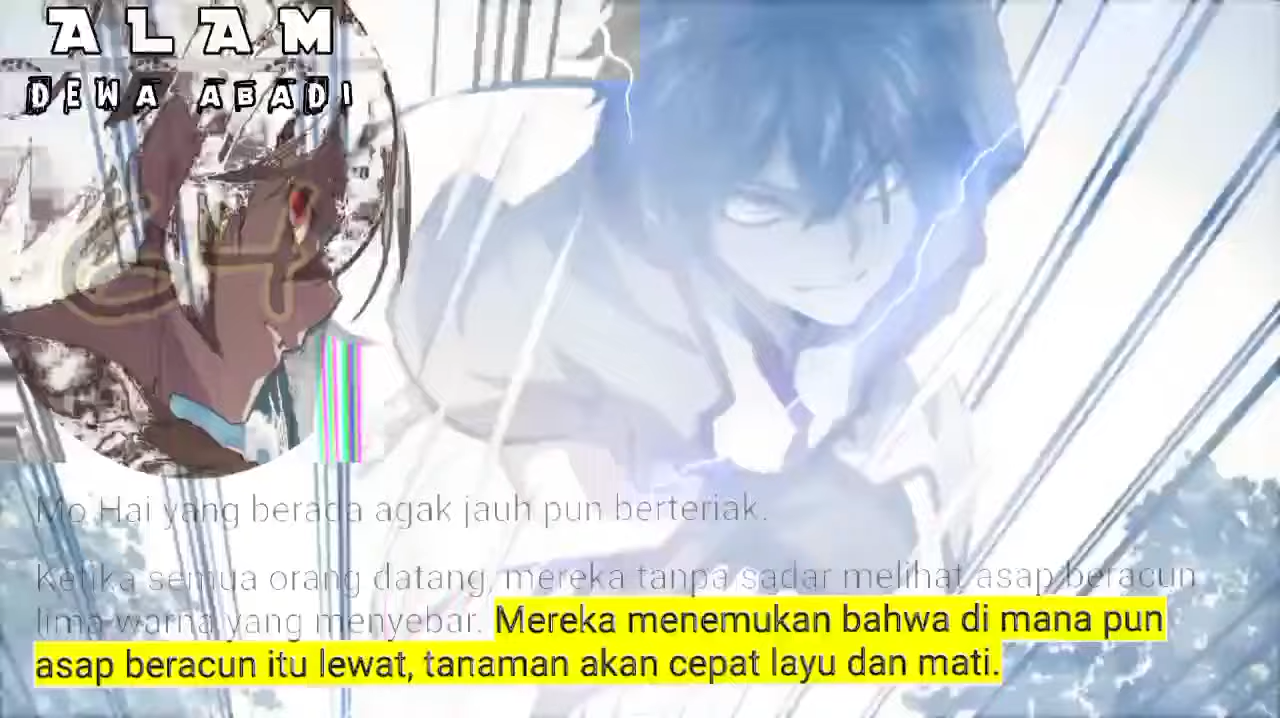 ALAM
DEWA ABADI
Mo Hai yang berada agak jauh pun berteriak.
Ketika semua orang datang, mereka tanpa sadar melihat asap beracun
lima warna yang menyebar. Mereka menemukan bahwa di mana pun
asap beracun itu lewat, tanaman akan cepat layu dan mati.